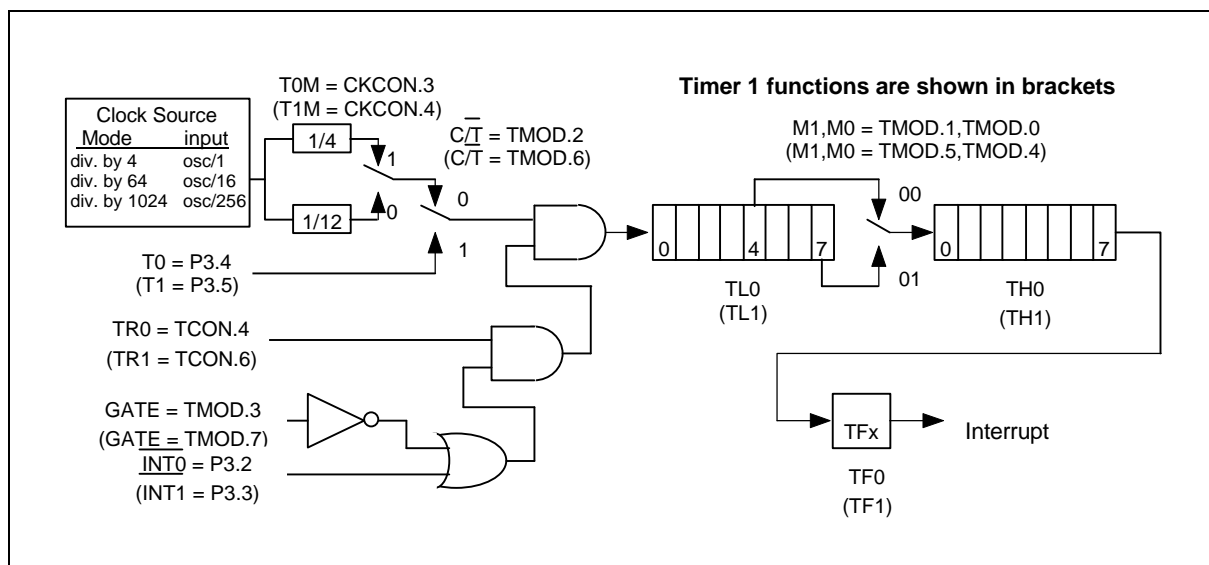 Timer 1 functions are shown in brackets
T0M = CKCON.3
(T1M = CKCON.4)
Clock Source
Mode input
div. by 4 osc/1
div. by 64 osc/16
div. by 1024 osc/256
1/4
1/12
1
0
C/T̅ = TMOD.2
(C/T̅ = TMOD.6)
0
1
M1,M0 = TMOD.1,TMOD.0
(M1,M0 = TMOD.5,TMOD.4)
0 4 7
00
01
0 7
T0 = P3.4
(T1 = P3.5)
TL0
(TL1)
TH0
(TH1)
TR0 = TCON.4
(TR1 = TCON.6)
GATE = TMOD.3
(GATE = TMOD.7)
I̅N̅T̅0̅ = P3.2
(I̅N̅T̅1̅ = P3.3)
TFx
Interrupt
TF0
(TF1)